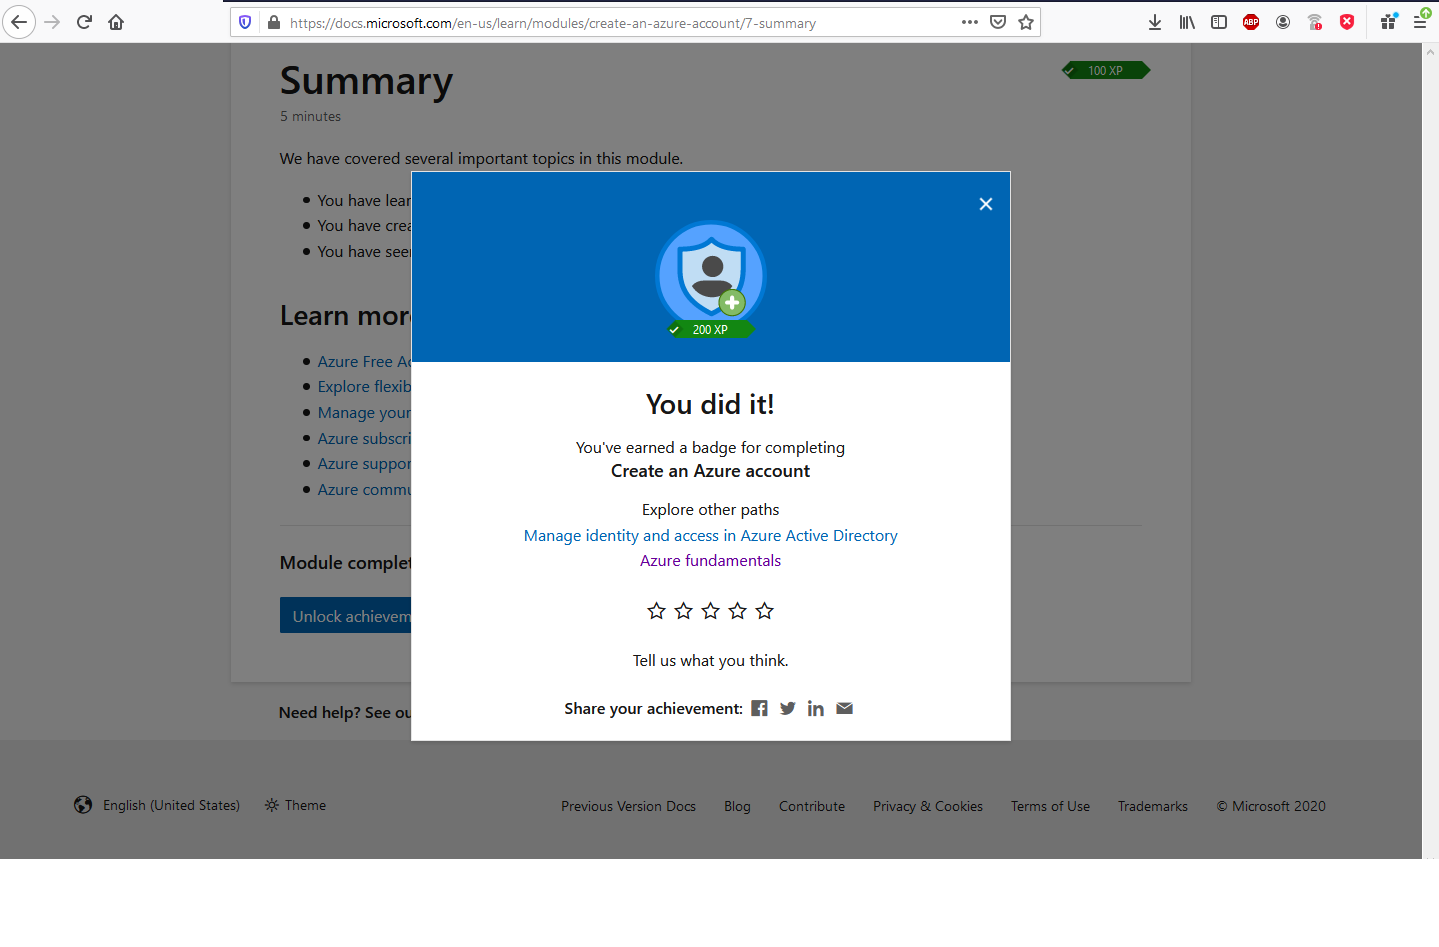 https://docs.microsoft.com/en-us/learn/modules/create-an-azure-account/7-summary
ABP
Summary
100 XP
5 minutes
We have covered several important topics in this module.
You have lear
You have crea
You have seen
200 XP
Learn mor
You did it!
Azure Free Ac
Explore flexib
Manage your
Azure subscri
Azure suppor
Azure commu
You've earned a badge for completing
Create an Azure account
Explore other paths
Manage identity and access in Azure Active Directory
Azure fundamentals
Module complet
Unlock achievem
Tell us what you think.
Share your achievement:
Need help? See ou
English (United States)
Theme
Previous Version Docs
Blog
Contribute
Privacy & Cookies
Terms of Use
Trademarks
© Microsoft 2020